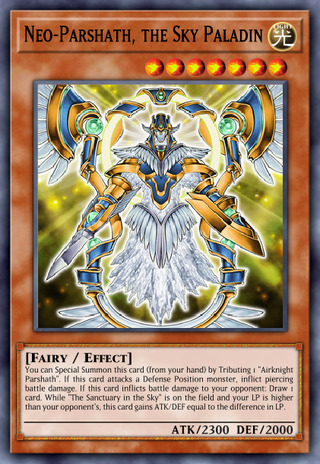 Neo-Parshath, the Sky Paladin
LIGHT
光
[Fairy / Effect]
You can Special Summon this card (from your hand) by Tributing 1 "Airknight
Parshath". If this card attacks a Defense Position monster, inflict piercing
battle damage. If this card inflicts battle damage to your opponent: Draw 1
card. While "The Sanctuary in the Sky" is on the field and your LP is higher
than your opponent's, this card gains ATK/DEF equal to the difference in LP.
ATK/2300 DEF/2000